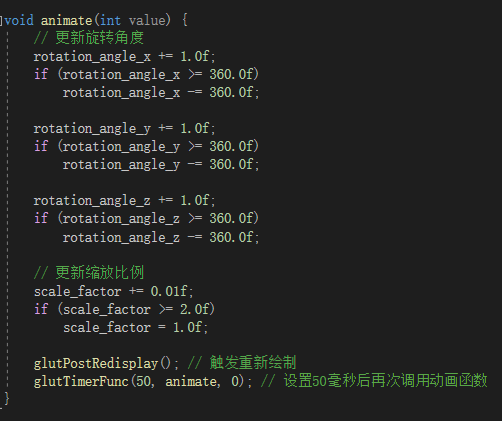 void animate(int value) {
// 更新旋转角度
rotation_angle_x += 1.0f;
if (rotation_angle_x >= 360.0f)
rotation_angle_x -= 360.0f;
rotation_angle_y += 1.0f;
if (rotation_angle_y >= 360.0f)
rotation_angle_y -= 360.0f;
rotation_angle_z += 1.0f;
if (rotation_angle_z >= 360.0f)
rotation_angle_z -= 360.0f;
// 更新缩放比例
scale_factor += 0.01f;
if (scale_factor >= 2.0f)
scale_factor = 1.0f;
glutPostRedisplay(); // 触发重新绘制
glutTimerFunc(50, animate, 0); // 设置50毫秒后再次调用动画函数
}